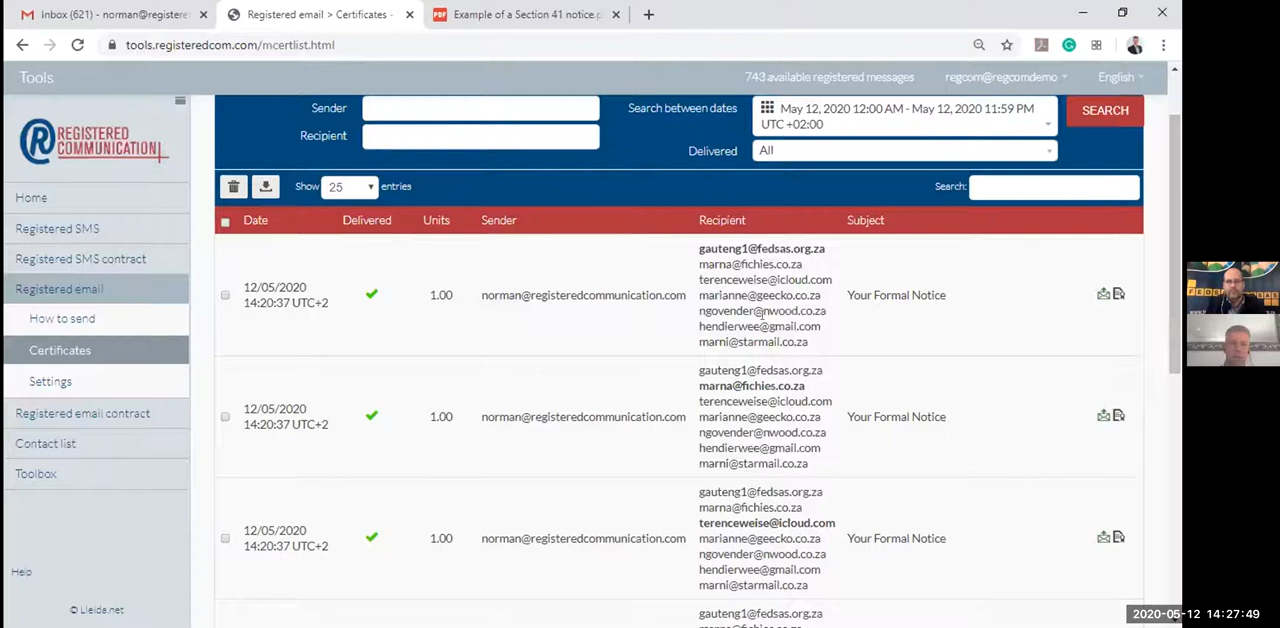 Inbox (621) - norman@registere
Registered email > Certificates -
PDF
Example of a Section 41 notice.p
tools.registeredcom.com/mcertlist.html
Tools
743 available registered messages
regcom@regcomdemo
English
R REGISTERED
COMMUNICATION
Home
Registered SMS
Registered SMS contract
Registered email
How to send
Certificates
Settings
Registered email contract
Contact list
Toolbox
Help
© Lleida.net
Sender
Recipient
Search between dates
May 12, 2020 12:00 AM - May 12, 2020 11:59 PM
UTC +02:00
Delivered
All
SEARCH
Show 25 entries
Search:
Date Delivered Units Sender Recipient Subject
12/05/2020
14:20:37 UTC+2
1.00
norman@registeredcommunication.com
gauteng1@fedsas.org.za
marna@fichies.co.za
terenceweise@icloud.com
marianne@geecko.co.za
ngovender@nwood.co.za
hendierwee@gmail.com
marni@starmail.co.za
Your Formal Notice
12/05/2020
14:20:37 UTC+2
1.00
norman@registeredcommunication.com
gauteng1@fedsas.org.za
marna@fichies.co.za
terenceweise@icloud.com
marianne@geecko.co.za
ngovender@nwood.co.za
hendierwee@gmail.com
marni@starmail.co.za
Your Formal Notice
12/05/2020
14:20:37 UTC+2
1.00
norman@registeredcommunication.com
gauteng1@fedsas.org.za
marna@fichies.co.za
terenceweise@icloud.com
marianne@geecko.co.za
ngovender@nwood.co.za
hendierwee@gmail.com
marni@starmail.co.za
Your Formal Notice
gauteng1@fedsas.org.za
2020-05-12 14:27:49